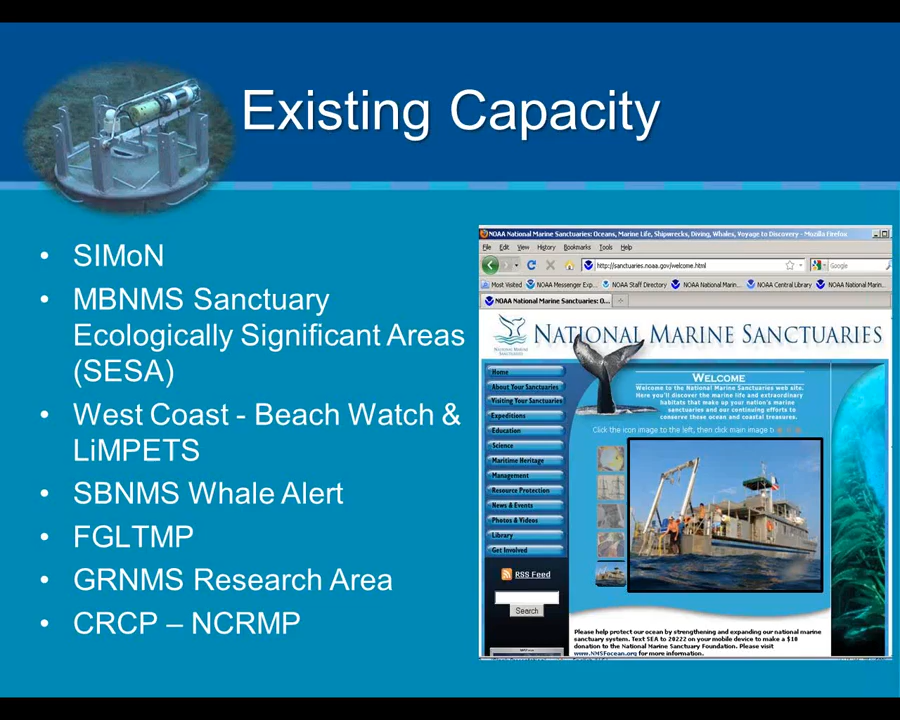 Existing Capacity
• SIMoN
• MBNMS Sanctuary
Ecologically Significant Areas
(SESA)
• West Coast - Beach Watch &
LiMPETS
• SBNMS Whale Alert
• FGLTMP
• GRNMS Research Area
• CRCP – NCRMP
NOAA National Marine Sanctuaries: Oceans, Marine Life, Shipwrecks, Diving, Whales, Voyage to Discovery - Mozilla Firefox
File Edit View History Bookmarks Tools Help
http://sanctuaries.noaa.gov/welcome.html
Google
Most Visited NOAA Messenger Exp... NOAA Staff Directory NOAA National Marin... NOAA Central Library NOAA National Marin...
NOAA National Marine Sanctuaries: O...
NATIONAL MARINE SANCTUARIES
NATIONAL MARINE
SANCTUARIES
Home
About Your Sanctuaries
Visiting Your Sanctuaries
Expeditions
Education
Science
Maritime Heritage
Management
Resource Protection
News & Events
Photos & Videos
Library
Get Involved
RSS Feed
Search
WELCOME
Welcome to the National Marine Sanctuaries web site.
Here you'll discover the marine life and extraordinary
habitats that make up your nation's marine
sanctuaries and our continuing efforts to
conserve these ocean and coastal treasures.
Click the icon image to the left, then click main image
Please help protect our ocean by strengthening and expanding our national marine
sanctuary system. Text SEA to 20222 on your mobile device to make a $10
donation to the National Marine Sanctuary Foundation. Please visit
www.NMSFocean.org for more information.